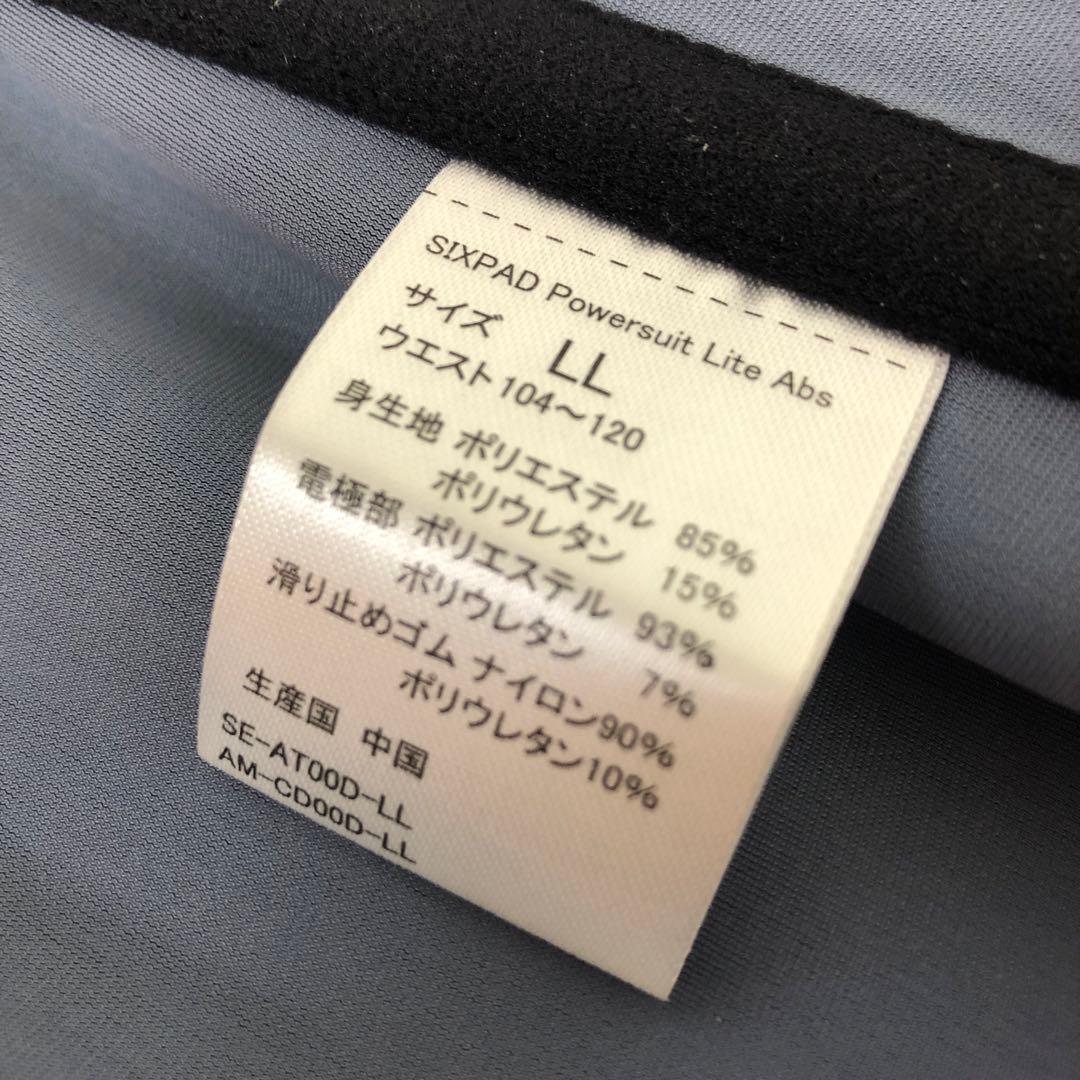 S!XPAD Powersuit Lite Abs
サイズ LL
ウエスト104〜120
身生地 ポリエステル 85%
ポリウレタン 15%
電極部 ポリエステル 93%
ポリウレタン 7%
滑り止めゴム ナイロン90%
ポリウレタン10%
生産国 中国
SE-AT00D-LL
AM-CD00D-LL